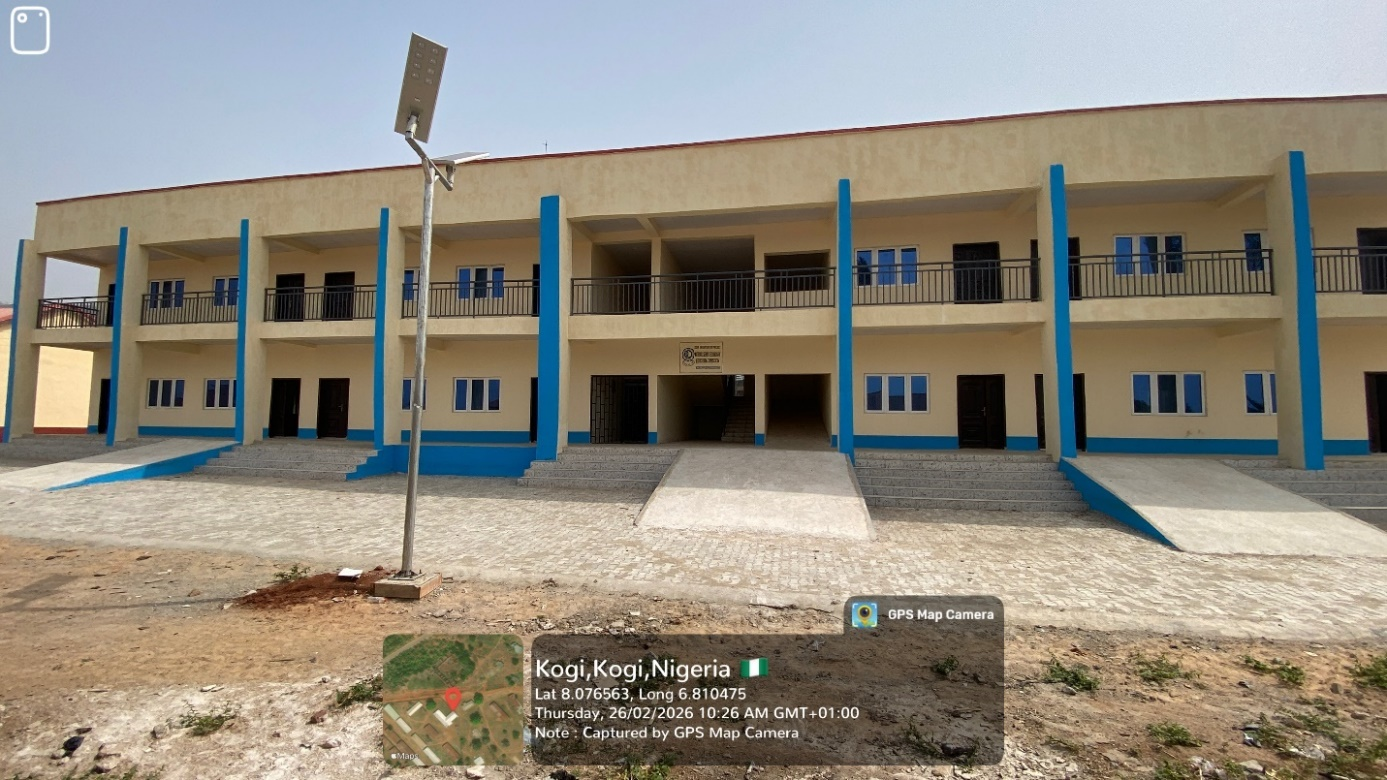 GPS Map Camera
Kogi,Kogi,Nigeria
Lat 8.076563, Long 6.810475
Thursday, 26/02/2026 10:26 AM GMT+01:00
Note : Captured by GPS Map Camera
Maps